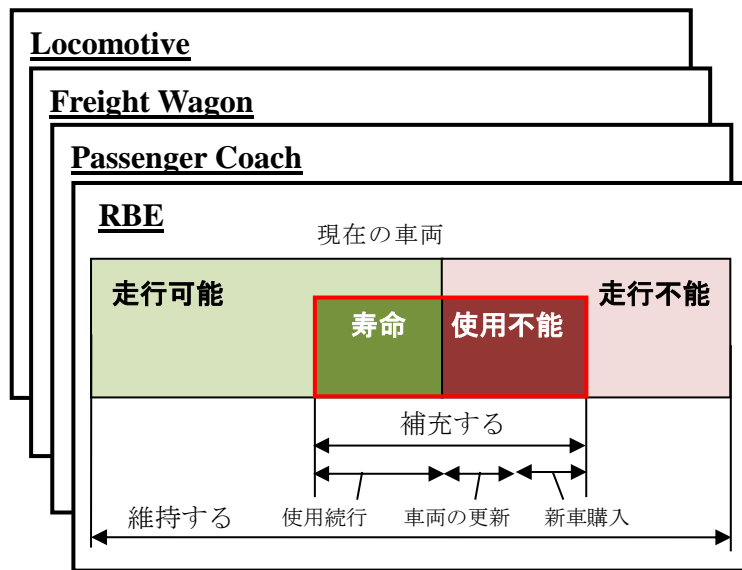 Locomotive
Freight Wagon
Passenger Coach
RBE
現在の車両
走行可能
走行不能
寿命
使用不能
補充する
維持する
使用続行
車両の更新
新車購入